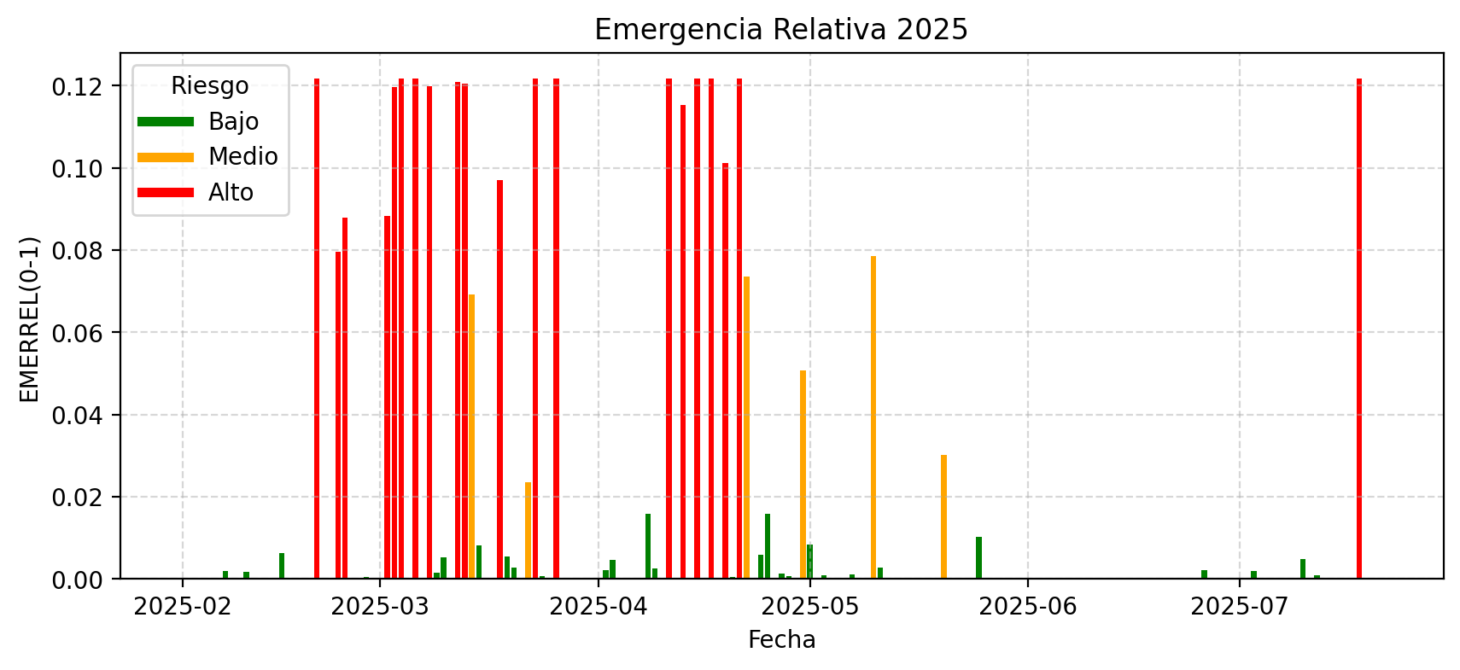 Emergencia Relativa 2025
Riesgo
Bajo
Medio
Alto
EMERREL(0-1)
0.12
0.10
0.08
0.06
0.04
0.02
0.00
2025-02 2025-03 2025-04 2025-05 2025-06 2025-07
Fecha